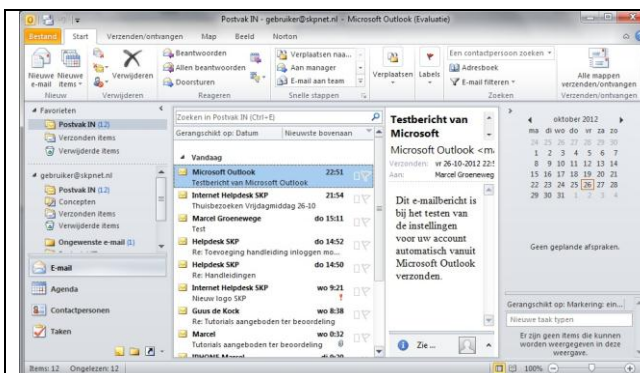 Postvak IN - gebruiker@skpnet.nl - Microsoft Outlook (Evaluatie)
Bestand Start Verzenden/ontvangen Map Beeld Norton
Nieuwe e-mail
Nieuwe items
Nieuw
Verwijderen
Verwijderen
Beantwoorden
Allen beantwoorden
Doorsturen
Reageren
Verplaatsen naa...
Aan manager
E-mail aan team
Snelle stappen
Verplaatsen
Labels
Een contactpersoon zoeken
Adresboek
E-mail filteren
Zoeken
Alle mappen
verzenden/ontvangen
Verzenden/ontvangen
Favorieten
Postvak IN (12)
Verzonden items
Verwijderde items
gebruiker@skpnet.nl
Postvak IN (12)
Concepten
Verzonden items
Verwijderde items
Ongewenste e-mail (1)
E-mail
Agenda
Contactpersonen
Taken
Zoeken in Postvak IN (Ctrl+E)
Gerangschikt op: Datum Nieuwste bovenaan
Vandaag
Microsoft Outlook 22:51
Testbericht van Microsoft Outlook
Internet Helpdesk SKP 21:54
Thuisbezoeken Vrijdagmiddag 26-10
Marcel Groenewege do 15:11
Test
Helpdesk SKP do 14:52
Re: Toevoeging handleiding inloggen mo...
Helpdesk SKP do 14:50
Re: Handleidingen
Internet Helpdesk SKP wo 9:21
Nieuw logo SKP
Guus de Kock wo 8:38
Re: Tutorials aangeboden ter beoordeling
Marcel wo 0:32
Tutorials aangeboden ter beoordeling
IPHONE Marcel di 9:20
Testbericht van
Microsoft
Microsoft Outlook <m.
Verzonden: vr 26-10-2012 22:5
Aan: Marcel Groenewege
Dit e-mailbericht is
bij het testen van
de instellingen
voor uw account
automatisch vanuit
Microsoft Outlook
verzonden.
Zie ...
oktober 2012
ma di wo do vr za zo
24 25 26 27 28 29 30
1 2 3 4 5 6 7
8 9 10 11 12 13 14
15 16 17 18 19 20 21
22 23 24 25 26 27 28
29 30 31 1 2 3 4
Geen geplande afspraken.
Gerangschikt op: Markering: ein...
Nieuwe taak typen
Er zijn geen items die kunnen
worden weergegeven in deze
weergave.
Items: 12 Ongelezen: 12
100%